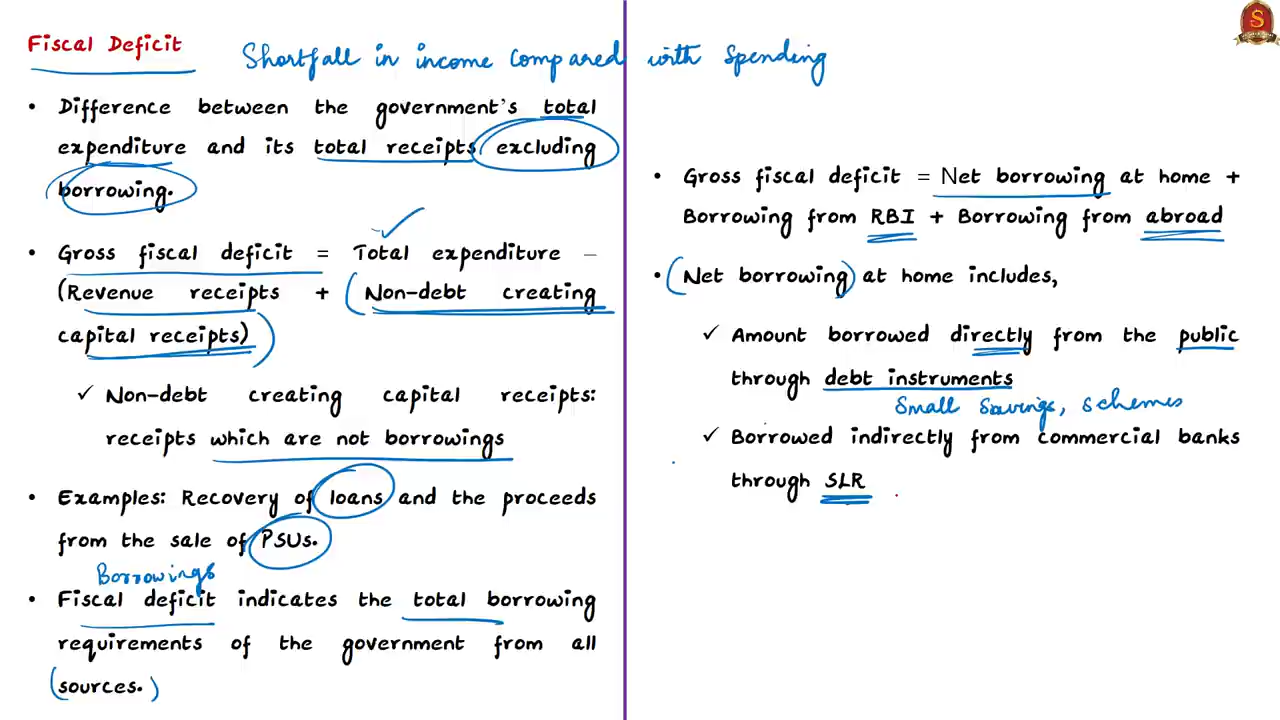 Fiscal Deficit
Shortfall in income compared with spending
• Difference between the government's total
expenditure and its total receipts excluding
borrowing.
• Gross fiscal deficit = Total expenditure –
(Revenue receipts + (Non-debt creating
capital receipts))
✓ Non-debt creating capital receipts:
receipts which are not borrowings
• Examples: Recovery of loans and the proceeds
from the sale of PSUs.
Borrowings
• Fiscal deficit indicates the total borrowing
requirements of the government from all
(sources.)
• Gross fiscal deficit = Net borrowing at home +
Borrowing from RBI + Borrowing from abroad
• (Net borrowing) at home includes,
✓ Amount borrowed directly from the public
through debt instruments
Small Savings, schemes
✓ Borrowed indirectly from commercial banks
through SLR
S